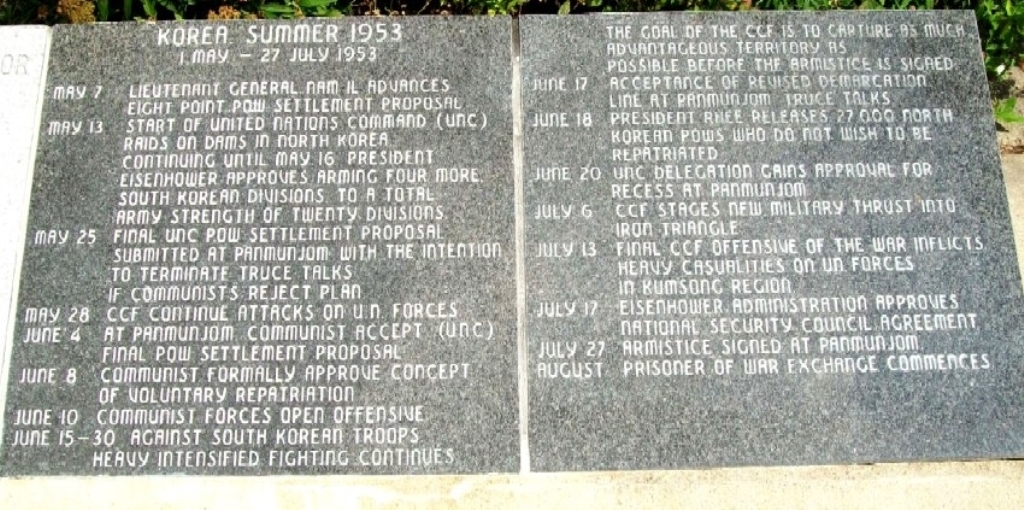 OR
KOREA SUMMER 1953
1 MAY - 27 JULY 1953
MAY 7 LIEUTENANT GENERAL NAM IL ADVANCES
EIGHT POINT POW SETTLEMENT PROPOSAL
MAY 13 START OF UNITED NATIONS COMMAND (UNC)
RAIDS ON DAMS IN NORTH KOREA
CONTINUING UNTIL MAY 16 PRESIDENT
EISENHOWER APPROVES ARMING FOUR MORE
SOUTH KOREAN DIVISIONS TO A TOTAL
ARMY STRENGTH OF TWENTY DIVISIONS
MAY 25 FINAL UNC POW SETTLEMENT PROPOSAL
SUBMITTED AT PANMUNJOM WITH THE INTENTION
TO TERMINATE TRUCE TALKS
IF COMMUNISTS REJECT PLAN
MAY 28 CCF CONTINUE ATTACKS ON U.N. FORCES
JUNE 4 AT PANMUNJOM COMMUNIST ACCEPT (UNC)
FINAL POW SETTLEMENT PROPOSAL
JUNE 8 COMMUNIST FORMALLY APPROVE CONCEPT
OF VOLUNTARY REPATRIATION
JUNE 10 COMMUNIST FORCES OPEN OFFENSIVE
JUNE 15-30 AGAINST SOUTH KOREAN TROOPS
HEAVY INTENSIFIED FIGHTING CONTINUES
THE GOAL OF THE CCF IS TO CAPTURE AS MUCH
ADVANTAGEOUS TERRITORY AS
POSSIBLE BEFORE THE ARMISTICE IS SIGNED
JUNE 17 ACCEPTANCE OF REVISED DEMARCATION
LINE AT PANMUNJOM TRUCE TALKS
JUNE 18 PRESIDENT RHEE RELEASES 27 000 NORTH
KOREAN POWS WHO DO NOT WISH TO BE
REPATRIATED
JUNE 20 UNC DELEGATION GAINS APPROVAL FOR
RECESS AT PANMUNJOM
JULY 6 CCF STAGES NEW MILITARY THRUST INTO
IRON TRIANGLE
JULY 13 FINAL CCF OFFENSIVE OF THE WAR INFLICTS
HEAVY CASUALITIES ON UN FORCES
IN KUMSONG REGION
JULY 17 EISENHOWER ADMINISTRATION APPROVES
NATIONAL SECURITY COUNCIL AGREEMENT
JULY 27 ARMISTICE SIGNED AT PANMUNJOM
AUGUST PRISONER OF WAR EXCHANGE COMMENCES